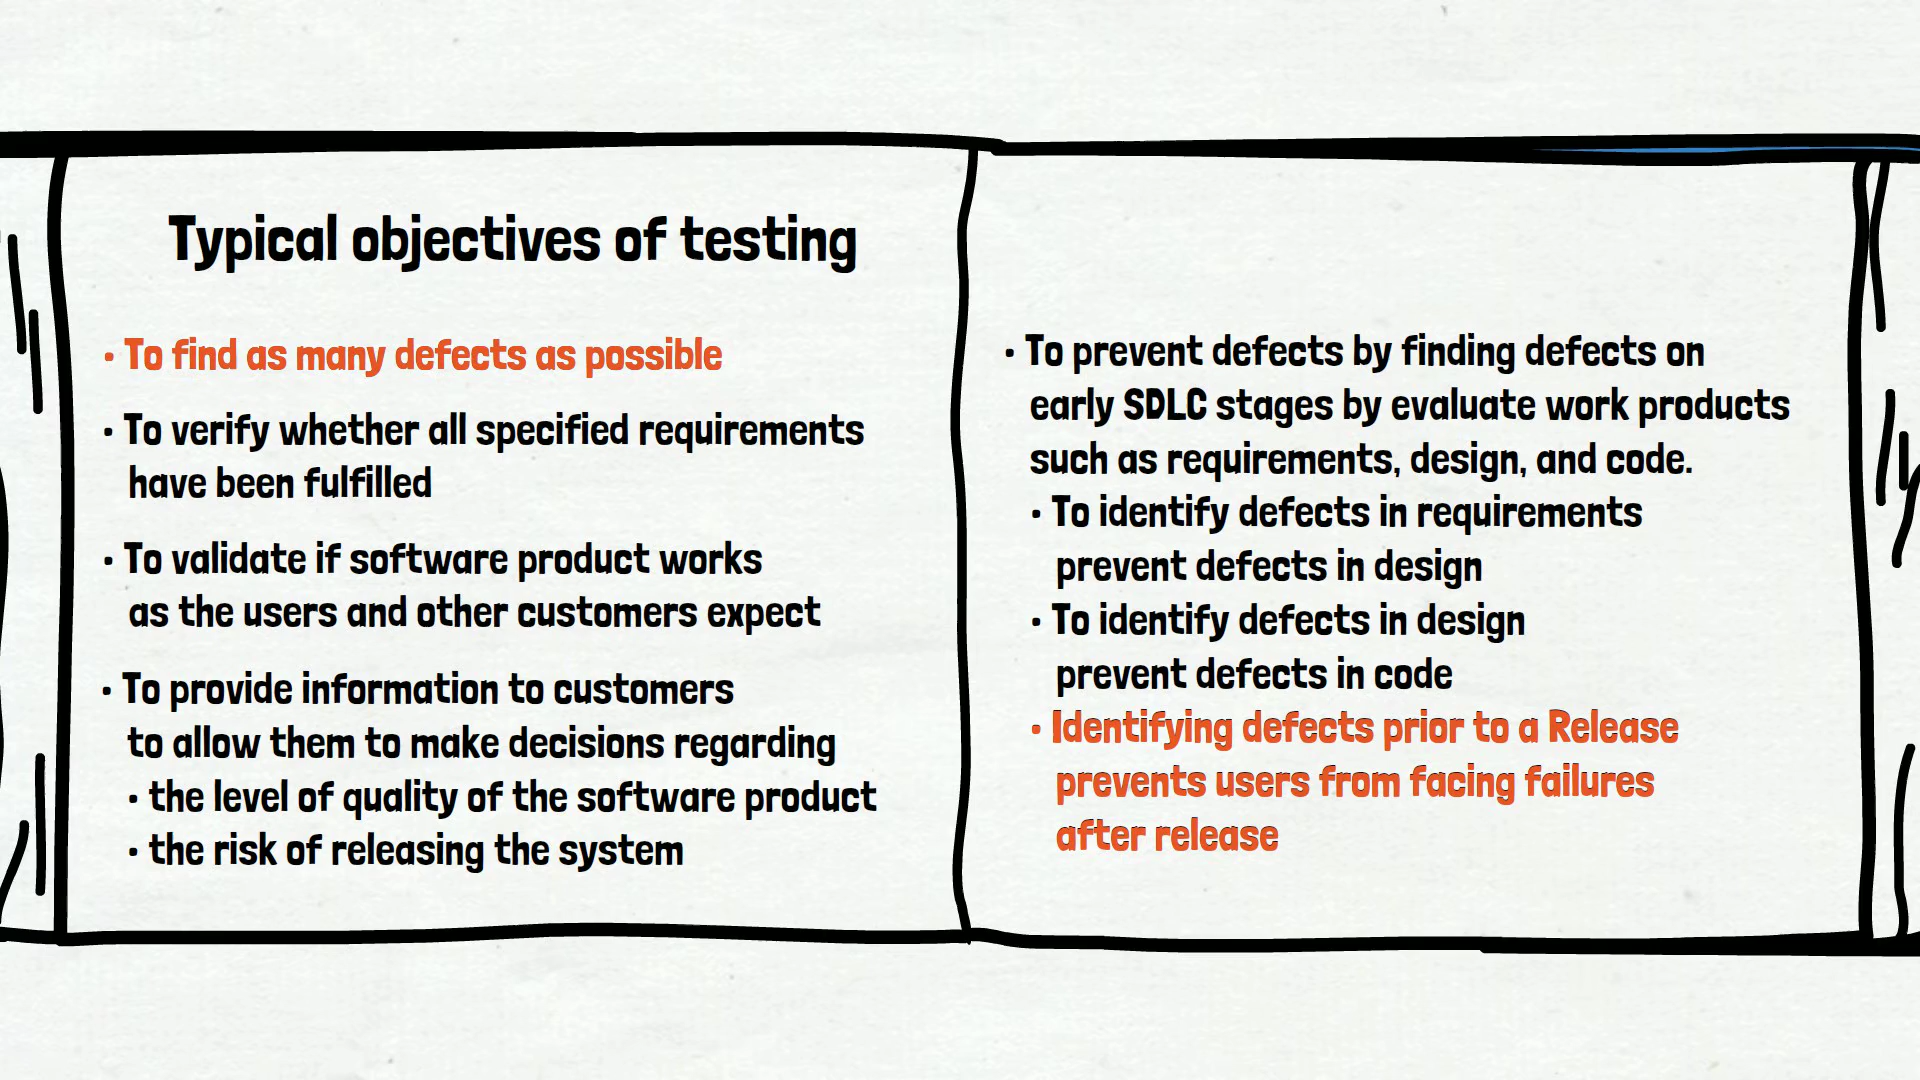 Typical objectives of testing
· To find as many defects as possible
· To verify whether all specified requirements
have been fulfilled
· To validate if software product works
as the users and other customers expect
· To provide information to customers
to allow them to make decisions regarding
· the level of quality of the software product
· the risk of releasing the system
· To prevent defects by finding defects on
early SDLC stages by evaluate work products
such as requirements, design, and code.
· To identify defects in requirements
prevent defects in design
· To identify defects in design
prevent defects in code
· Identifying defects prior to a Release
prevents users from facing failures
after release